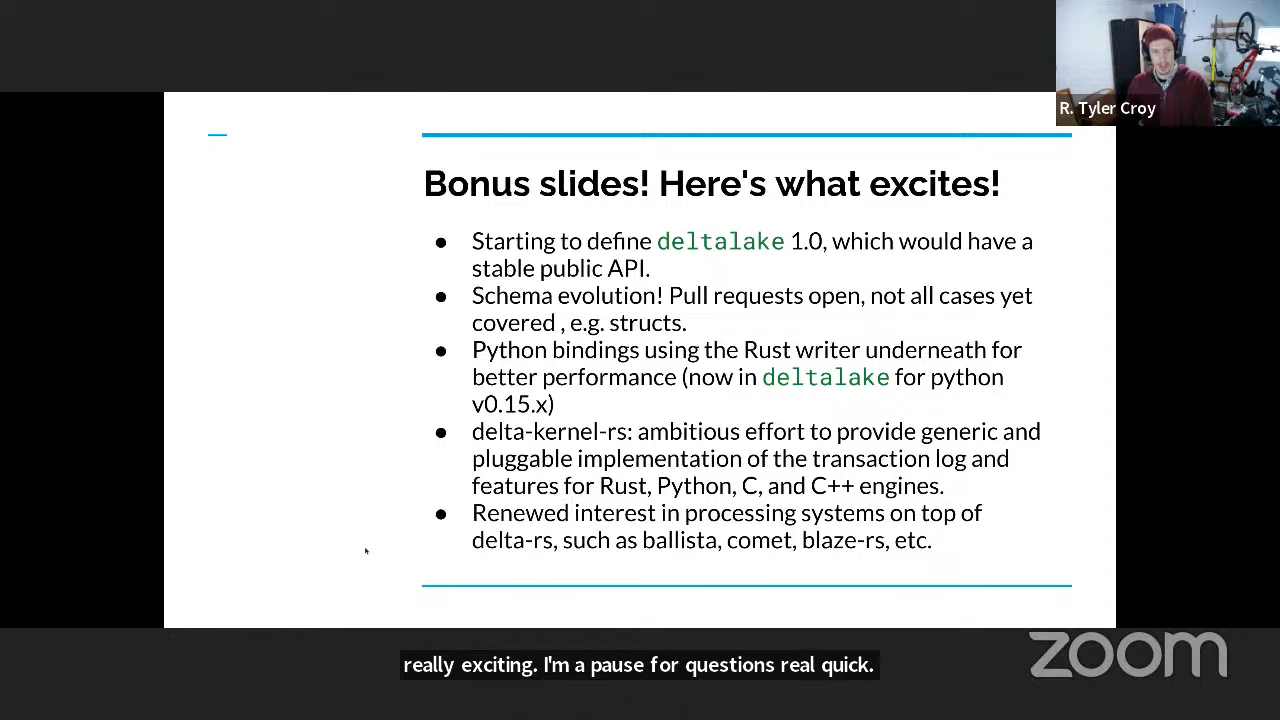 R. Tyler Croy
Bonus slides! Here's what excites!
● Starting to define deltalake 1.0, which would have a
stable public API.
● Schema evolution! Pull requests open, not all cases yet
covered , e.g. structs.
● Python bindings using the Rust writer underneath for
better performance (now in deltalake for python
v0.15.x)
● delta-kernel-rs: ambitious effort to provide generic and
pluggable implementation of the transaction log and
features for Rust, Python, C, and C++ engines.
● Renewed interest in processing systems on top of
delta-rs, such as ballista, comet, blaze-rs, etc.
really exciting. I'm a pause for questions real quick.
zoom